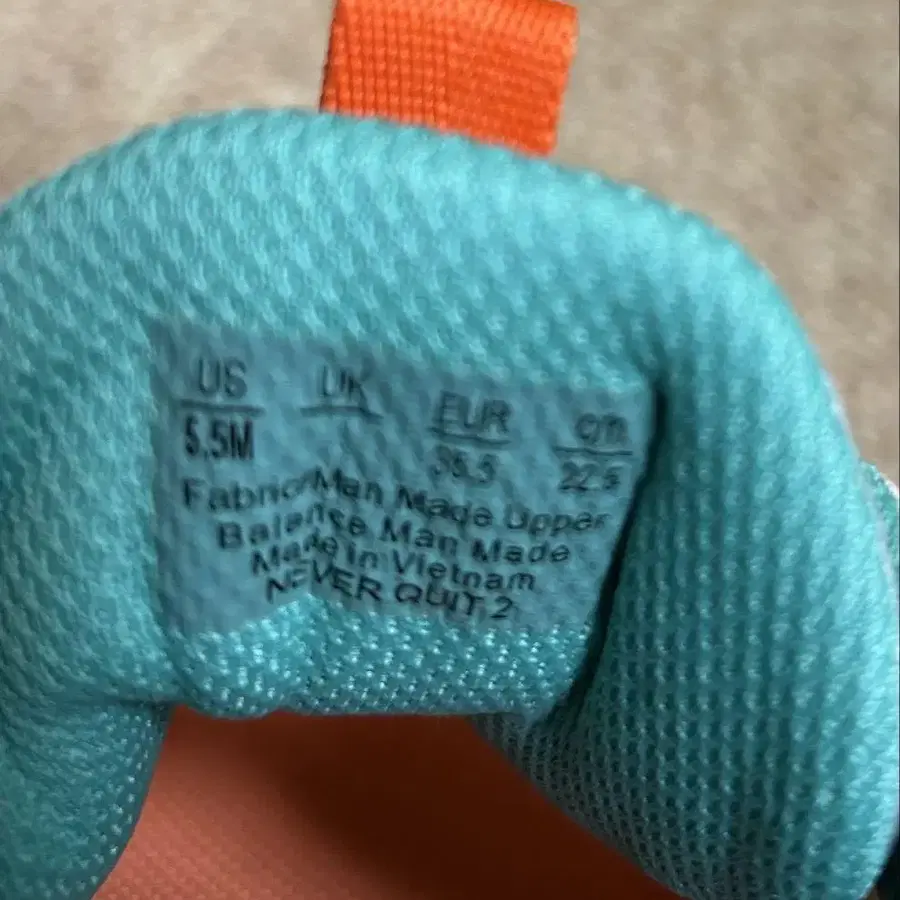 US UK EUR cm
5.5M 35.5 22.5
Fabric/Man Made Upper
Balance Man Made
Made in Vietnam
NEVER QUIT 2